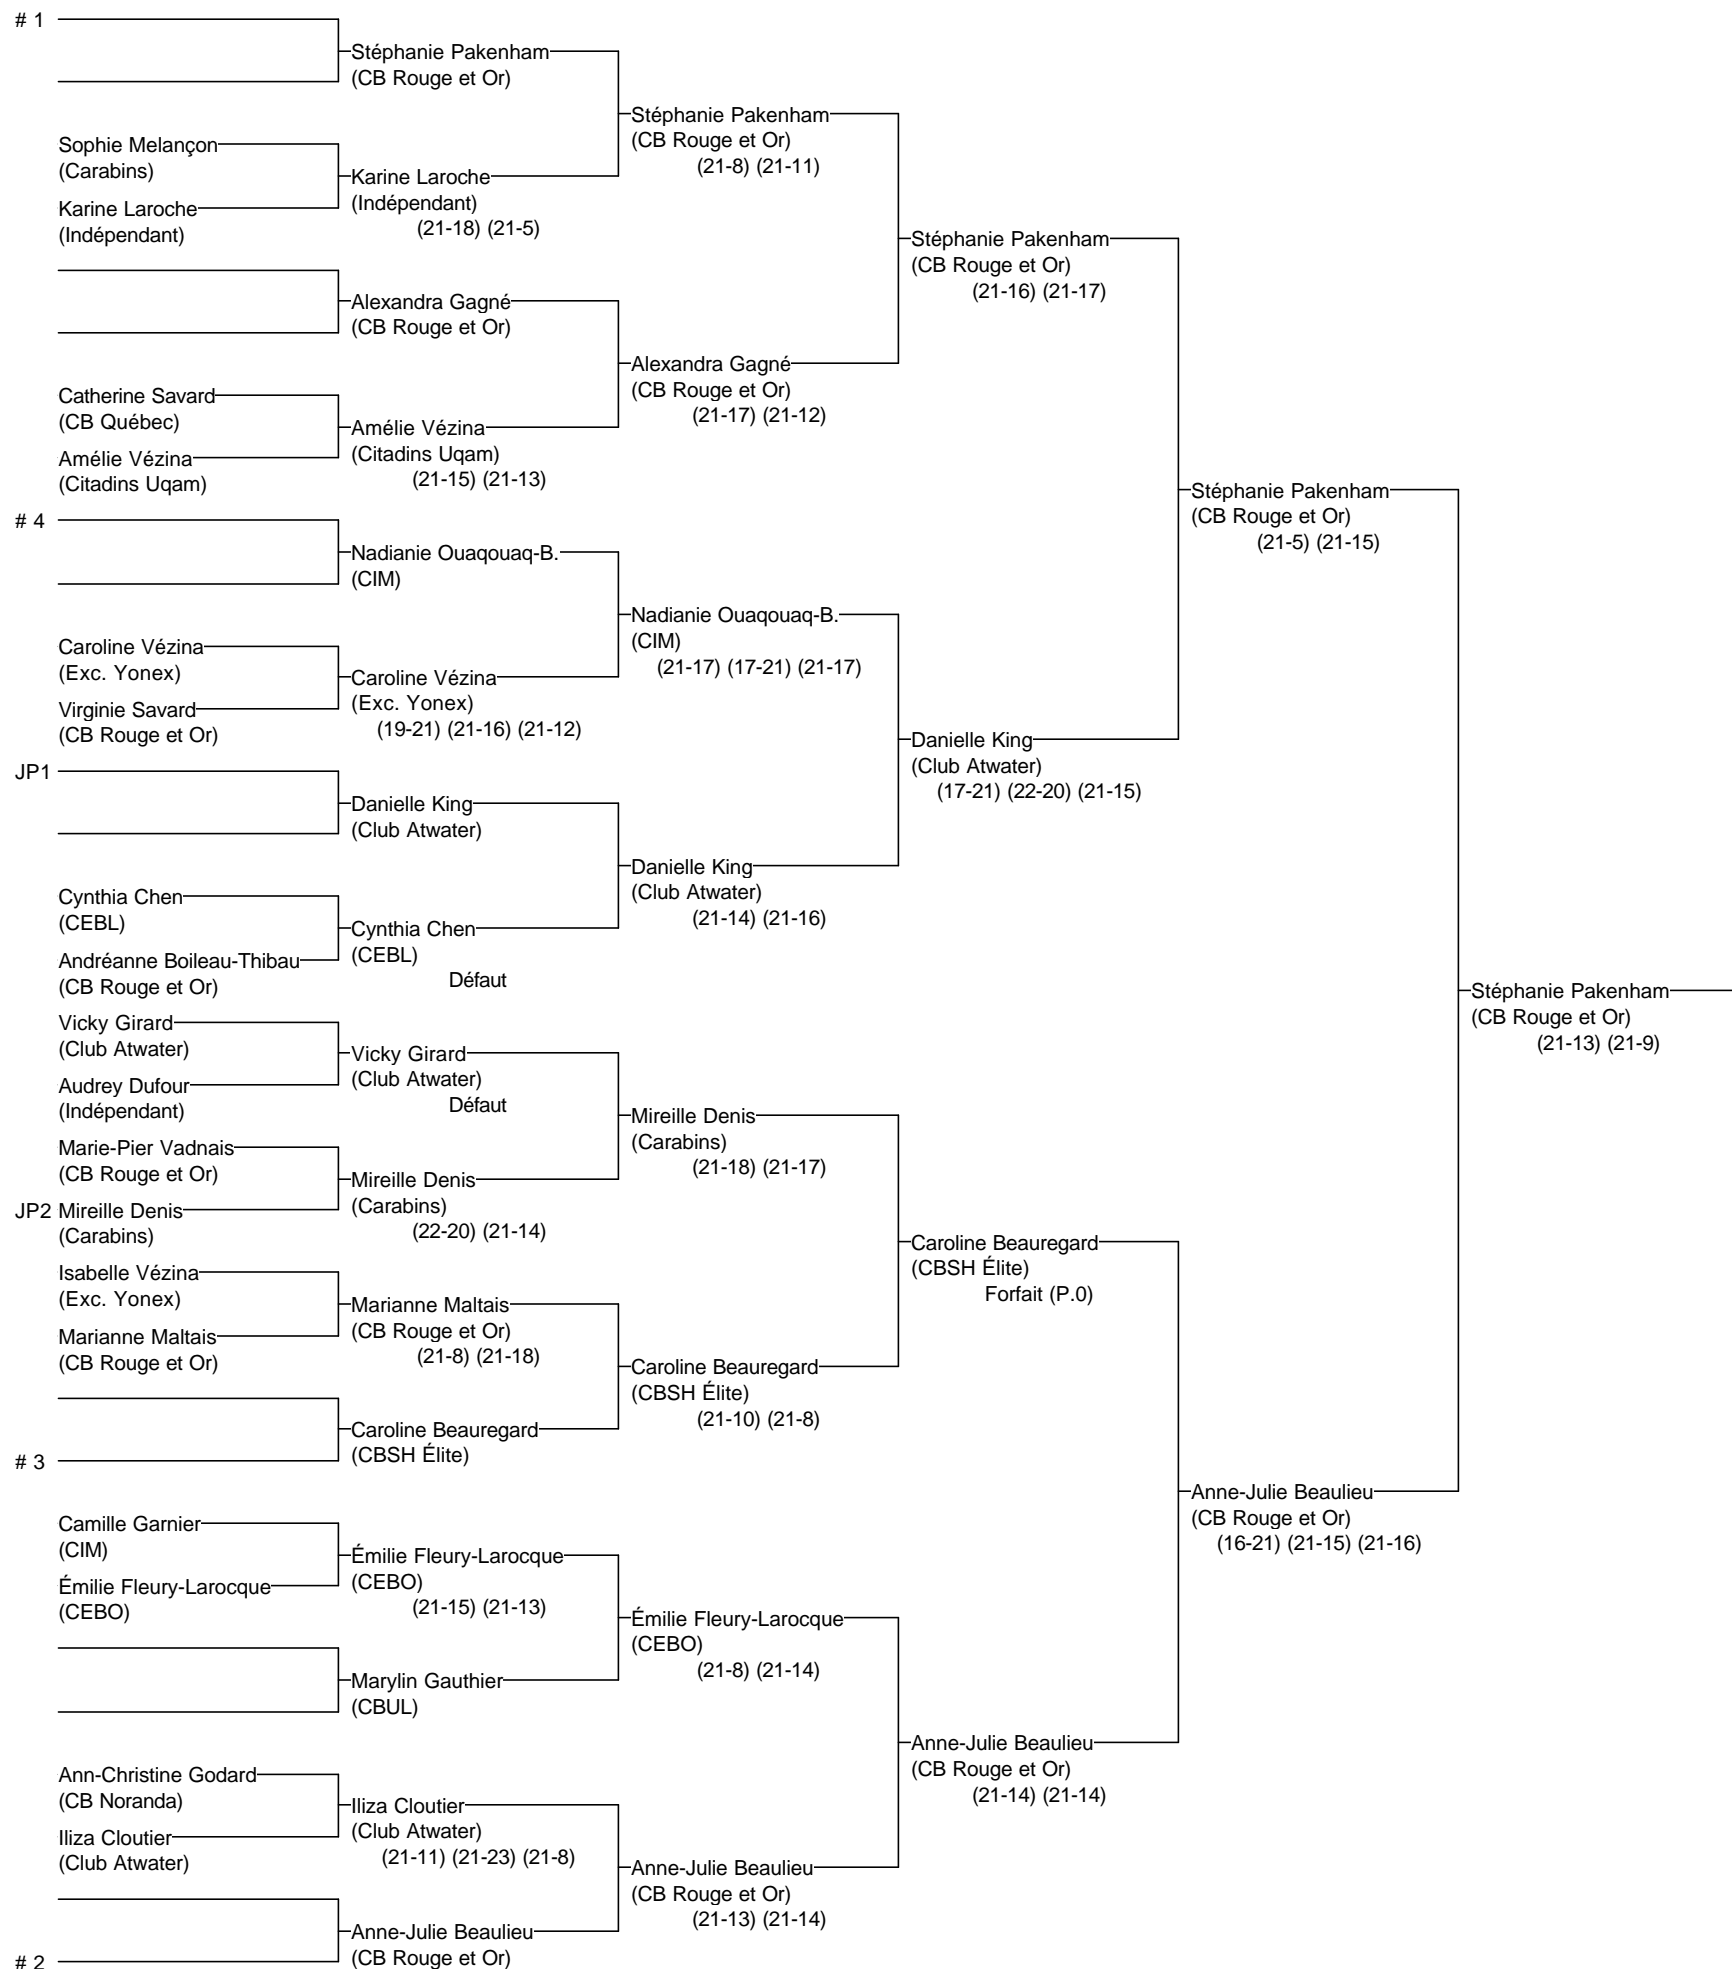 # 1
Stéphanie Pakenham
(CB Rouge et Or)
Sophie Melançon
(Carabins)
Karine Laroche
(Indépendant)
Karine Laroche
(Indépendant)
(21-18) (21-5)
Stéphanie Pakenham
(CB Rouge et Or)
(21-8) (21-11)
Alexandra Gagné
(CB Rouge et Or)
Catherine Savard
(CB Québec)
Amélie Vézina
(Citadins Uqam)
Amélie Vézina
(Citadins Uqam)
(21-15) (21-13)
Alexandra Gagné
(CB Rouge et Or)
(21-17) (21-12)
Stéphanie Pakenham
(CB Rouge et Or)
(21-16) (21-17)
# 4
Nadianie Ouaqouaq-B.
(CIM)
Caroline Vézina
(Exc. Yonex)
Virginie Savard
(CB Rouge et Or)
Caroline Vézina
(Exc. Yonex)
(19-21) (21-16) (21-12)
Nadianie Ouaqouaq-B.
(CIM)
(21-17) (17-21) (21-17)
JP1
Danielle King
(Club Atwater)
Cynthia Chen
(CEBL)
Andréanne Boileau-Thibau
(CB Rouge et Or)
Cynthia Chen
(CEBL)
Défaut
Danielle King
(Club Atwater)
(21-14) (21-16)
Danielle King
(Club Atwater)
(17-21) (22-20) (21-15)
Stéphanie Pakenham
(CB Rouge et Or)
(21-5) (21-15)
Vicky Girard
(Club Atwater)
Audrey Dufour
(Indépendant)
Vicky Girard
(Club Atwater)
Défaut
Marie-Pier Vadnais
(CB Rouge et Or)
JP2 Mireille Denis
(Carabins)
Mireille Denis
(Carabins)
(22-20) (21-14)
Mireille Denis
(Carabins)
(21-18) (21-17)
Isabelle Vézina
(Exc. Yonex)
Marianne Maltais
(CB Rouge et Or)
Marianne Maltais
(CB Rouge et Or)
(21-8) (21-18)
Caroline Beauregard
(CBSH Élite)
# 3
Caroline Beauregard
(CBSH Élite)
(21-10) (21-8)
Caroline Beauregard
(CBSH Élite)
Forfait (P.0)
Camille Garnier
(CIM)
Émilie Fleury-Larocque
(CEBO)
Émilie Fleury-Larocque
(CEBO)
(21-15) (21-13)
Marylin Gauthier
(CBUL)
Émilie Fleury-Larocque
(CEBO)
(21-8) (21-14)
Ann-Christine Godard
(CB Noranda)
Iliza Cloutier
(Club Atwater)
Iliza Cloutier
(Club Atwater)
(21-11) (21-23) (21-8)
Anne-Julie Beaulieu
(CB Rouge et Or)
# 2
Anne-Julie Beaulieu
(CB Rouge et Or)
(21-13) (21-14)
Anne-Julie Beaulieu
(CB Rouge et Or)
(21-14) (21-14)
Anne-Julie Beaulieu
(CB Rouge et Or)
(16-21) (21-15) (21-16)
Stéphanie Pakenham
(CB Rouge et Or)
(21-13) (21-9)